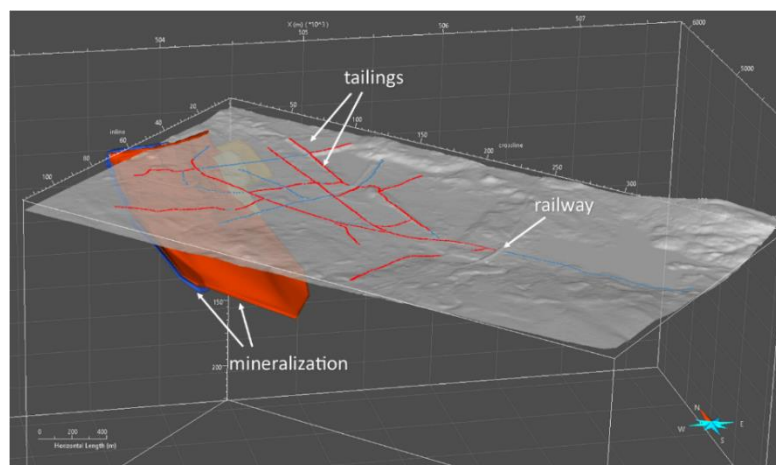 X (m) (*10^3)
504
505
506
507
6000
5000
tailings
inline
20
40
60
80
100
50
100
150
crossline
200
250
300
railway
150
200
mineralization
Horizontal Length (m)
0
200
400
N
W
E
S